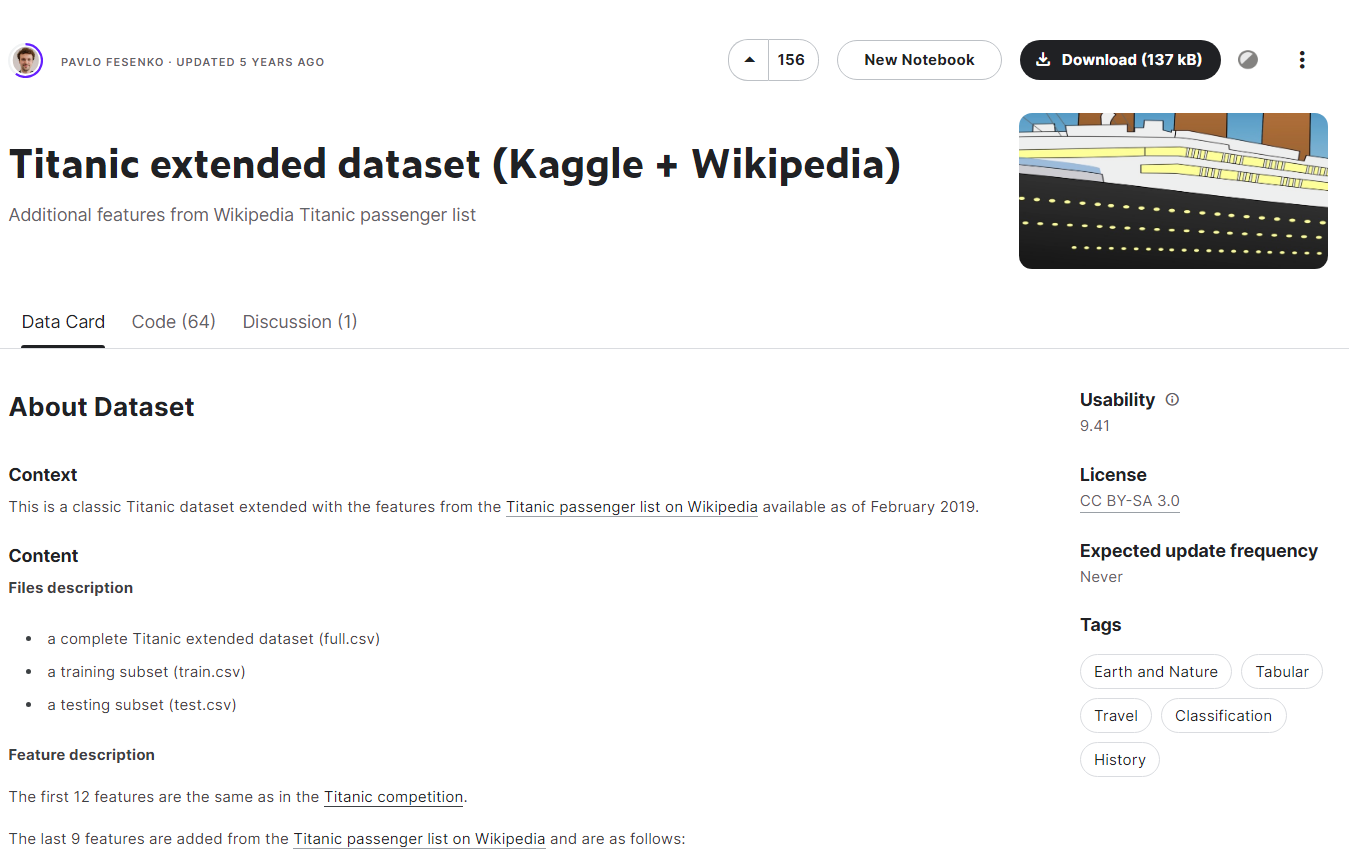 PAVLO FESENKO · UPDATED 5 YEARS AGO
156
New Notebook
Download (137 kB)
Titanic extended dataset (Kaggle + Wikipedia)
Additional features from Wikipedia Titanic passenger list
Data Card
Code (64)
Discussion (1)
About Dataset
Context
This is a classic Titanic dataset extended with the features from the Titanic passenger list on Wikipedia available as of February 2019.
Content
Files description
• a complete Titanic extended dataset (full.csv)
• a training subset (train.csv)
• a testing subset (test.csv)
Feature description
The first 12 features are the same as in the Titanic competition.
The last 9 features are added from the Titanic passenger list on Wikipedia and are as follows:
Usability
9.41
License
CC BY-SA 3.0
Expected update frequency
Never
Tags
Earth and Nature
Tabular
Travel
Classification
History